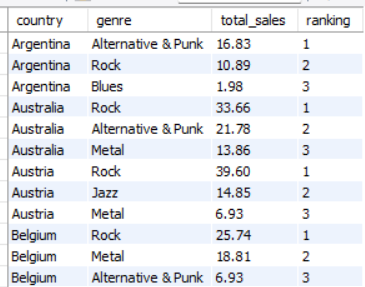 country genre total_sales ranking
Argentina Alternative & Punk 16.83 1
Argentina Rock 10.89 2
Argentina Blues 1.98 3
Australia Rock 33.66 1
Australia Alternative & Punk 21.78 2
Australia Metal 13.86 3
Austria Rock 39.60 1
Austria Jazz 14.85 2
Austria Metal 6.93 3
Belgium Rock 25.74 1
Belgium Metal 18.81 2
Belgium Alternative & Punk 6.93 3